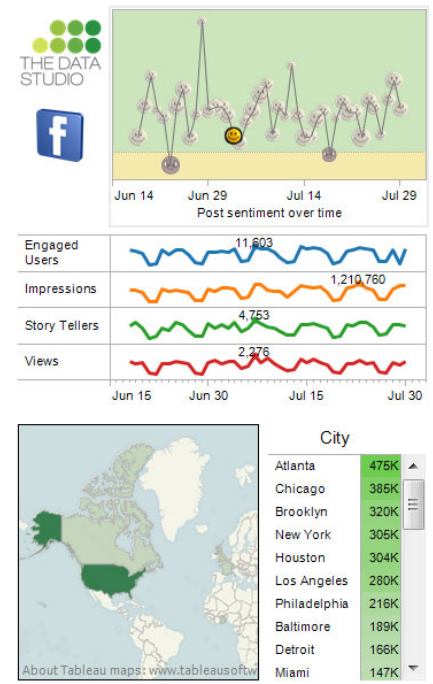 THE DATA
STUDIO
f
Jun 14 Jun 29 Jul 14 Jul 29
Post sentiment over time
Engaged
Users
11,603
Impressions
1,210,760
Story Tellers
4,753
Views
2,276
Jun 15 Jun 30 Jul 15 Jul 30
City
Atlanta 475K
Chicago 385K
Brooklyn 320K
New York 305K
Houston 304K
Los Angeles 280K
Philadelphia 216K
Baltimore 189K
Detroit 166K
Miami 147K
About Tableau maps: www.tableausoftw